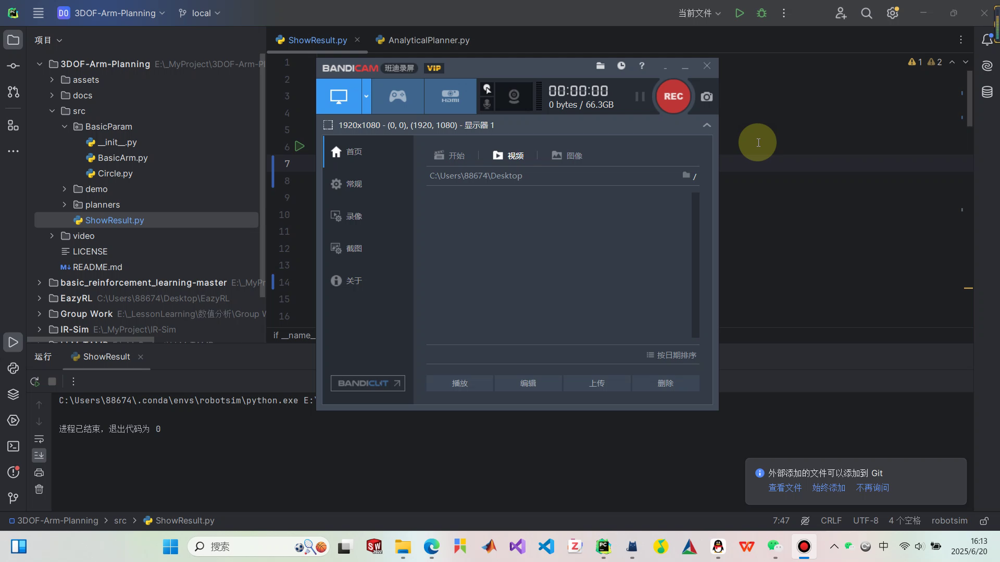 DO 3DOF-Arm-Planning local 当前文件
项目
ShowResult.py AnalyticalPlanner.py
3DOF-Arm-Planning E:\_MyProject\3DOF-Arm-Pl
assets
docs
src
BasicParam
__init__.py
BasicArm.py
Circle.py
demo
planners
ShowResult.py
video
LICENSE
M↓ README.md
basic_reinforcement_learning-master E:\_MyPr
EazyRL C:\Users\88674\Desktop\EazyRL
Group Work E:\_LessonLearning\数值分析\Group W
IR-Sim E:\_MyProject\IR-Sim
1
2
3
4
5
6
7
8
9
10
11
12
13
14
15
16
1 2
if __name_
BANDICAM 班迪录屏 VIP
?
HDMI
00:00:00
0 bytes / 66.3GB
REC
1920x1080 - (0, 0), (1920, 1080) - 显示器 1
首页
常规
录像
截图
关于
BANDICUT
开始 视频 图像
C:\Users\88674\Desktop /
按日期排序
播放 编辑 上传 删除
运行 ShowResult
C:\Users\88674\.conda\envs\robotsim\python.exe E:\
进程已结束，退出代码为 0
外部添加的文件可以添加到 Git
查看文件 始终添加 不再询问
3DOF-Arm-Planning > src > ShowResult.py
7:47 CRLF UTF-8 4 个空格 robotsim
搜索
中
16:13
2025/6/20